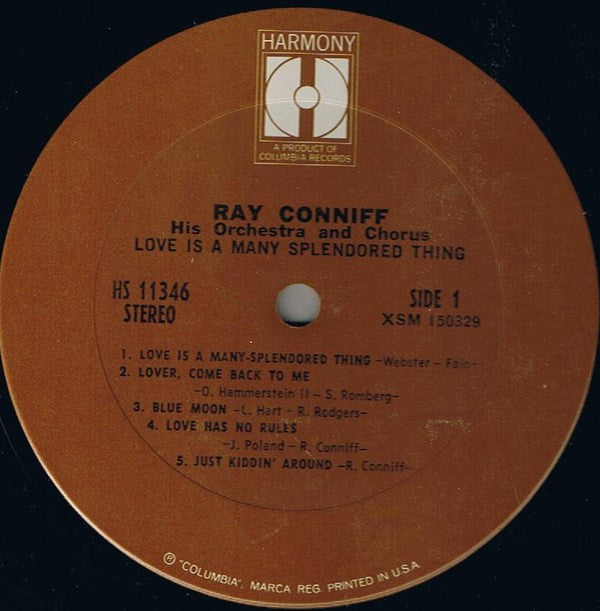 HARMONY
A PRODUCT OF
COLUMBIA RECORDS
RAY CONNIFF
His Orchestra and Chorus
LOVE IS A MANY SPLENDORED THING
HS 11346
STEREO
SIDE 1
XSM 150329
1. LOVE IS A MANY-SPLENDORED THING -Webster - Fain-
2. LOVER, COME BACK TO ME
-O. Hammerstein II - S. Romberg-
3. BLUE MOON -L. Hart - R. Rodgers-
4. LOVE HAS NO RULES
-J. Poland - R. Conniff-
5. JUST KIDDIN' AROUND -R. Conniff-
Ⓟ "COLUMBIA", MARCA REG. PRINTED IN U.S.A.